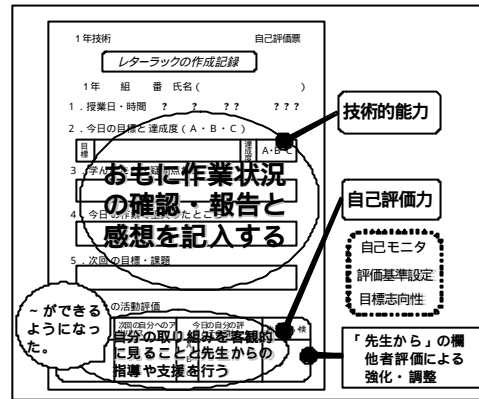 1年技術 自己評価票
レターラックの作成記録
1年 組 番 氏名( )
1.授業日・時間 ? ? ?? ???
2.今日の目標と達成度(A・B・C)
目標 達成度 A・B・C
おもに作業状況
の確認・報告と
感想を記入する
5.次回の目標・課題
の活動評価
次回の自分へのア 今日の自分の評
自分の取り組みを客観的
に見ることと先生からの
指導や支援を行う
~ができる
ようになっ
た。
技術的能力
自己評価力
自己モニタ
評価基準設定
目標志向性
「先生から」の欄
他者評価による
強化・調整